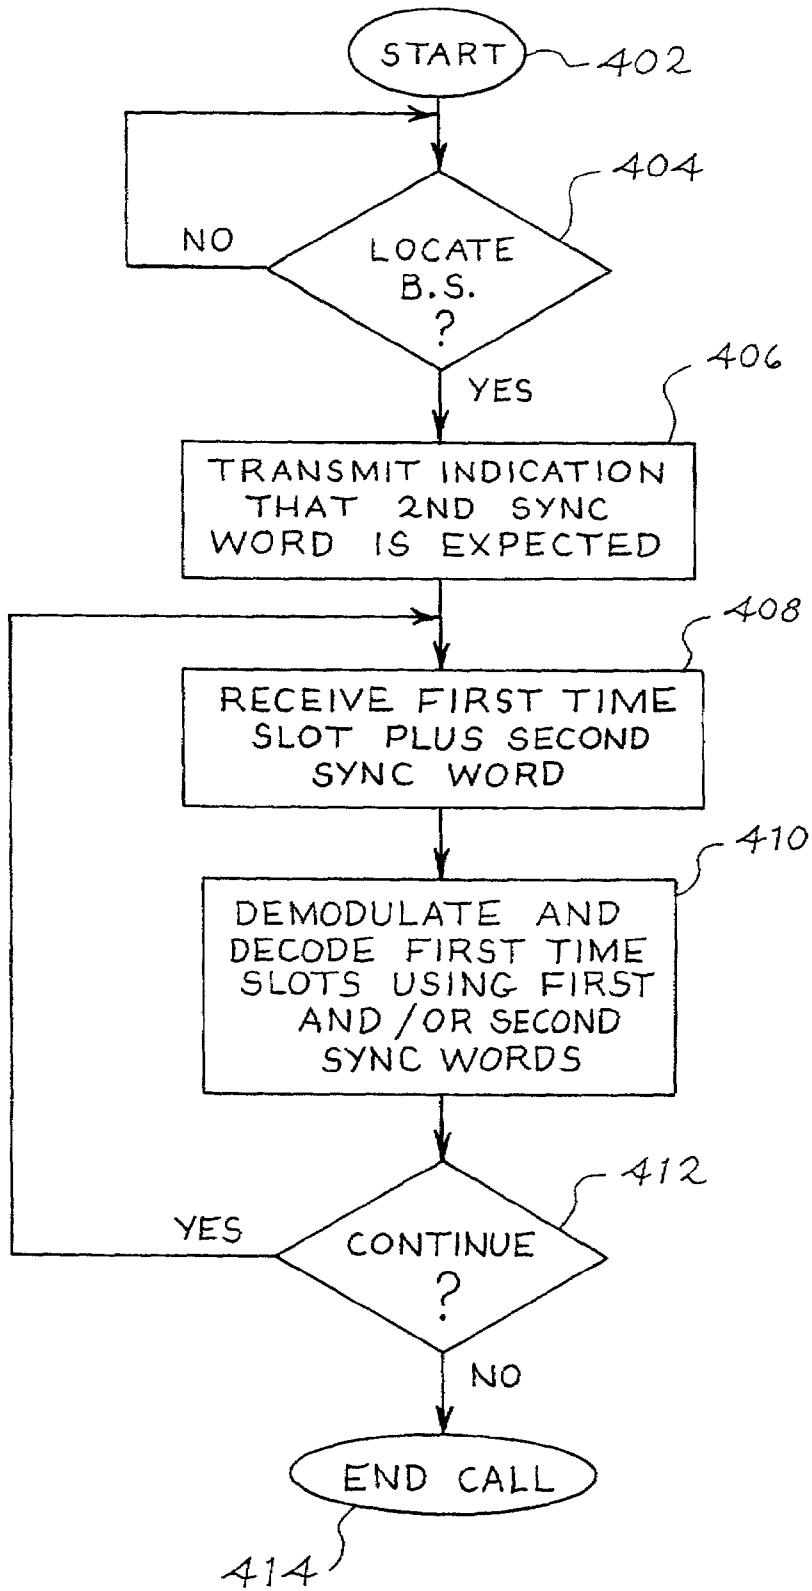 START
402
404
NO
LOCATE
B.S.
?
YES
406
TRANSMIT INDICATION
THAT 2ND SYNC
WORD IS EXPECTED
408
RECEIVE FIRST TIME
SLOT PLUS SECOND
SYNC WORD
410
DEMODULATE AND
DECODE FIRST TIME
SLOTS USING FIRST
AND/OR SECOND
SYNC WORDS
412
YES
CONTINUE
?
NO
END CALL
414